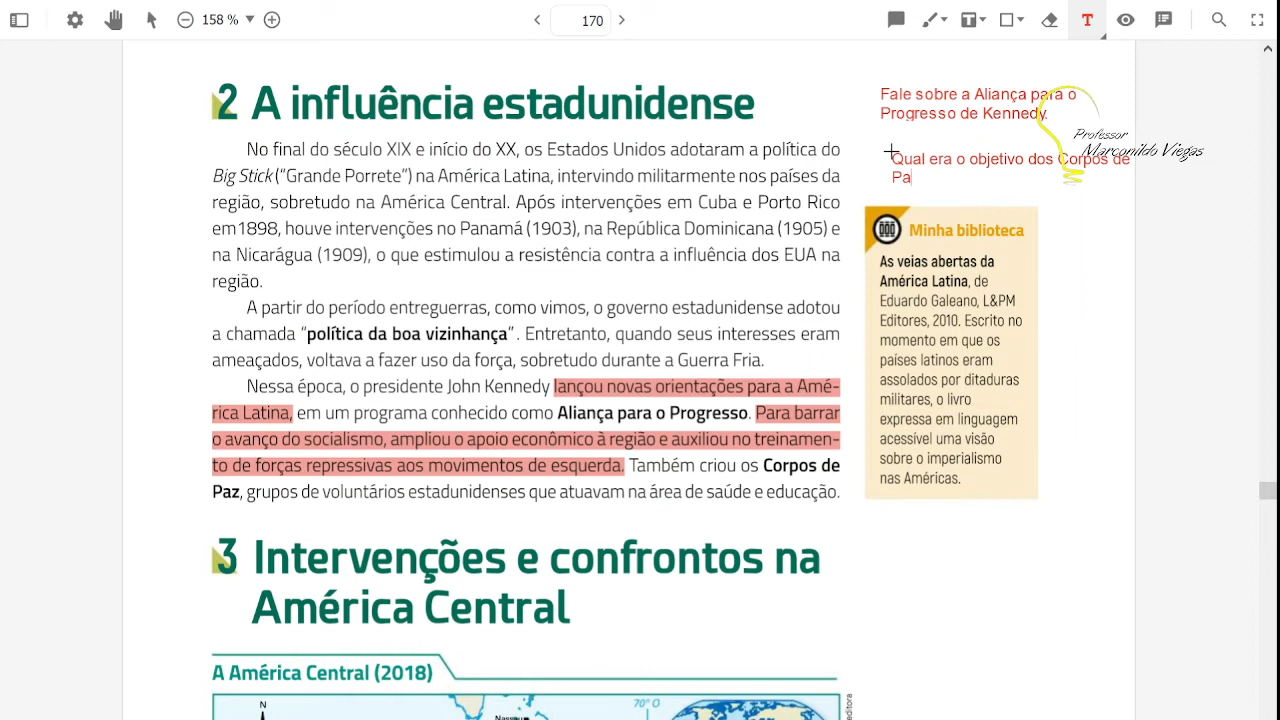 158 %
170
T
T
2 A influência estadunidense
No final do século XIX e início do XX, os Estados Unidos adotaram a política do
Big Stick (“Grande Porrete”) na América Latina, intervindo militarmente nos países da
região, sobretudo na América Central. Após intervenções em Cuba e Porto Rico
em1898, houve intervenções no Panamá (1903), na República Dominicana (1905) e
na Nicarágua (1909), o que estimulou a resistência contra a influência dos EUA na
região.
A partir do período entreguerras, como vimos, o governo estadunidense adotou
a chamada “política da boa vizinhança” . Entretanto, quando seus interesses eram
ameaçados, voltava a fazer uso da força, sobretudo durante a Guerra Fria.
Nessa época, o presidente John Kennedy lançou novas orientações para a Amé-
rica Latina, em um programa conhecido como Aliança para o Progresso. Para barrar
o avanço do socialismo, ampliou o apoio econômico à região e auxiliou no treinamen-
to de forças repressivas aos movimentos de esquerda. Também criou os Corpos de
Paz, grupos de voluntários estadunidenses que atuavam na área de saúde e educação.
Fale sobre a Aliança para o
Progresso de Kennedy.
Professor
Marconildo Viegas
Qual era o objetivo dos Corpos de
Pa
Minha biblioteca
As veias abertas da
América Latina, de
Eduardo Galeano, L&PM
Editores, 2010. Escrito no
momento em que os
países latinos eram
assolados por ditaduras
militares, o livro
expressa em linguagem
acessível uma visão
sobre o imperialismo
nas Américas.
3 Intervenções e confrontos na
América Central
A América Central (2018)
N
Nassau
70° O
editora